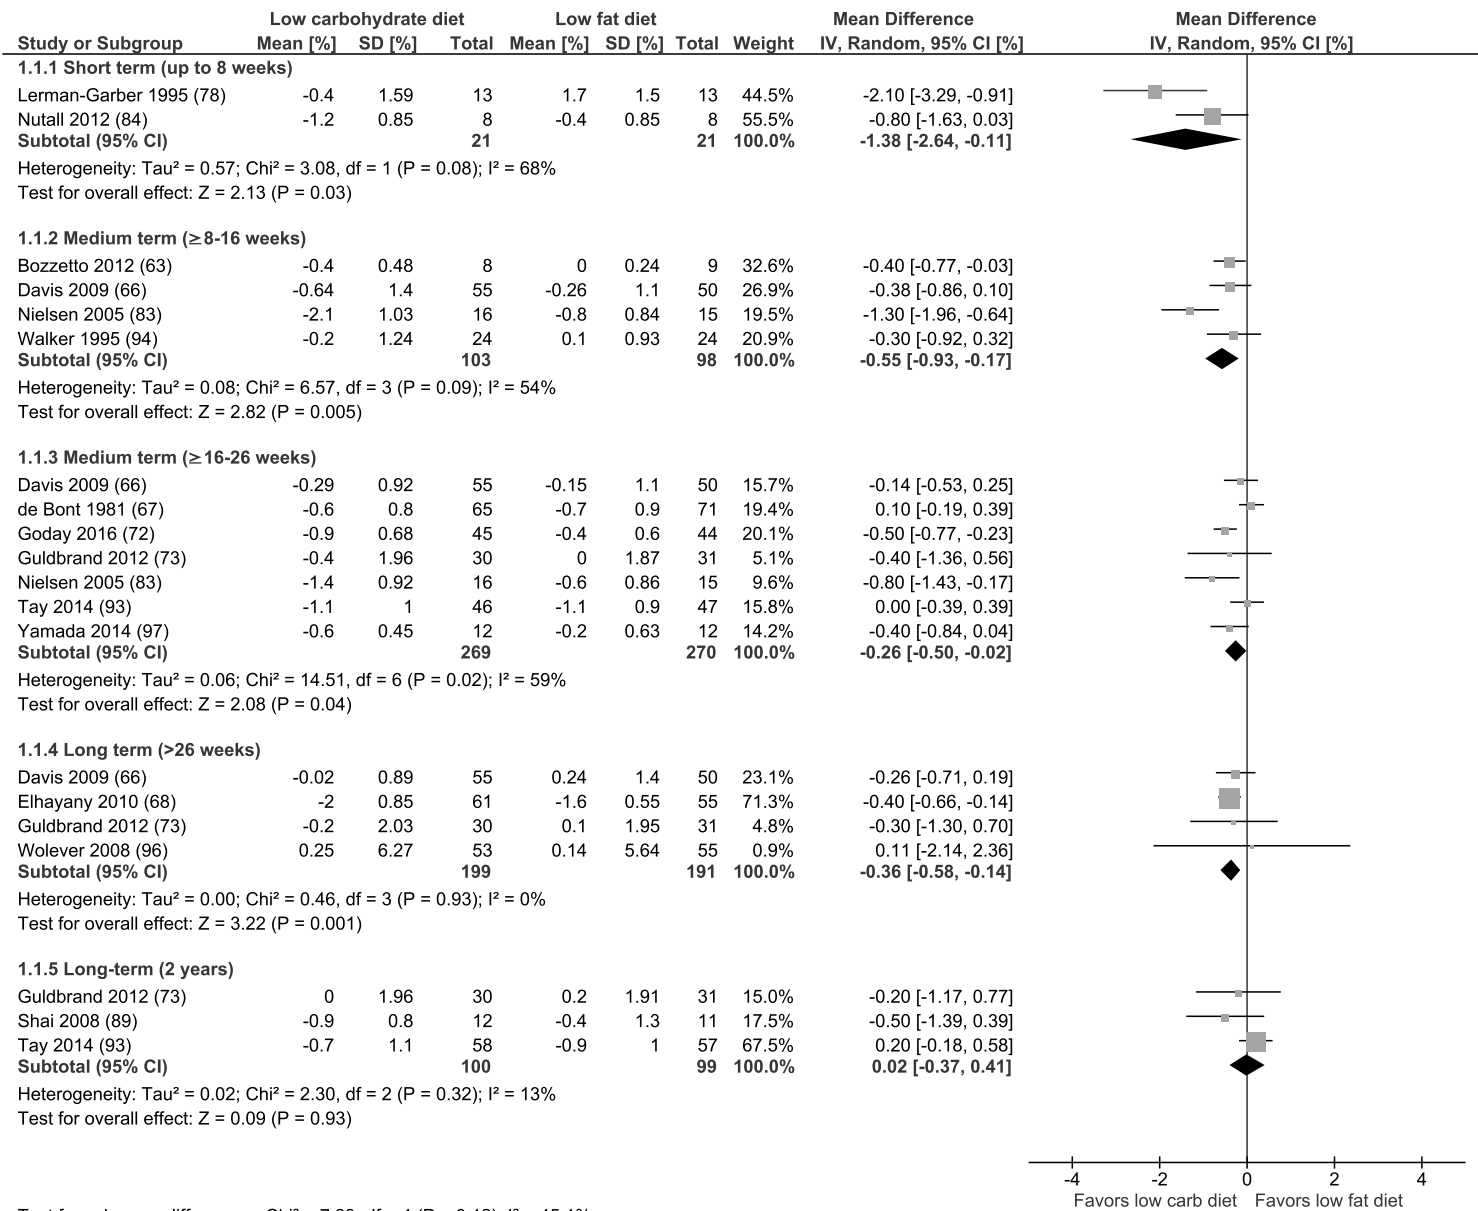 Low carbohydrate diet Low fat diet Mean Difference Mean Difference
Study or Subgroup Mean [%] SD [%] Total Mean [%] SD [%] Total Weight IV, Random, 95% CI [%] IV, Random, 95% CI [%]
1.1.1 Short term (up to 8 weeks)
Lerman-Garber 1995 (78) -0.4 1.59 13 1.7 1.5 13 44.5% -2.10 [-3.29, -0.91]
Nutall 2012 (84) -1.2 0.85 8 -0.4 0.85 8 55.5% -0.80 [-1.63, 0.03]
Subtotal (95% CI) 21 21 100.0% -1.38 [-2.64, -0.11]
Heterogeneity: Tau² = 0.57; Chi² = 3.08, df = 1 (P = 0.08); I² = 68%
Test for overall effect: Z = 2.13 (P = 0.03)
1.1.2 Medium term (≥8-16 weeks)
Bozzetto 2012 (63) -0.4 0.48 8 0 0.24 9 32.6% -0.40 [-0.77, -0.03]
Davis 2009 (66) -0.64 1.4 55 -0.26 1.1 50 26.9% -0.38 [-0.86, 0.10]
Nielsen 2005 (83) -2.1 1.03 16 -0.8 0.84 15 19.5% -1.30 [-1.96, -0.64]
Walker 1995 (94) -0.2 1.24 24 0.1 0.93 24 20.9% -0.30 [-0.92, 0.32]
Subtotal (95% CI) 103 98 100.0% -0.55 [-0.93, -0.17]
Heterogeneity: Tau² = 0.08; Chi² = 6.57, df = 3 (P = 0.09); I² = 54%
Test for overall effect: Z = 2.82 (P = 0.005)
1.1.3 Medium term (≥16-26 weeks)
Davis 2009 (66) -0.29 0.92 55 -0.15 1.1 50 15.7% -0.14 [-0.53, 0.25]
de Bont 1981 (67) -0.6 0.8 65 -0.7 0.9 71 19.4% 0.10 [-0.19, 0.39]
Goday 2016 (72) -0.9 0.68 45 -0.4 0.6 44 20.1% -0.50 [-0.77, -0.23]
Guldbrand 2012 (73) -0.4 1.96 30 0 1.87 31 5.1% -0.40 [-1.36, 0.56]
Nielsen 2005 (83) -1.4 0.92 16 -0.6 0.86 15 9.6% -0.80 [-1.43, -0.17]
Tay 2014 (93) -1.1 1 46 -1.1 0.9 47 15.8% 0.00 [-0.39, 0.39]
Yamada 2014 (97) -0.6 0.45 12 -0.2 0.63 12 14.2% -0.40 [-0.84, 0.04]
Subtotal (95% CI) 269 270 100.0% -0.26 [-0.50, -0.02]
Heterogeneity: Tau² = 0.06; Chi² = 14.51, df = 6 (P = 0.02); I² = 59%
Test for overall effect: Z = 2.08 (P = 0.04)
1.1.4 Long term (>26 weeks)
Davis 2009 (66) -0.02 0.89 55 0.24 1.4 50 23.1% -0.26 [-0.71, 0.19]
Elhayany 2010 (68) -2 0.85 61 -1.6 0.55 55 71.3% -0.40 [-0.66, -0.14]
Guldbrand 2012 (73) -0.2 2.03 30 0.1 1.95 31 4.8% -0.30 [-1.30, 0.70]
Wolever 2008 (96) 0.25 6.27 53 0.14 5.64 55 0.9% 0.11 [-2.14, 2.36]
Subtotal (95% CI) 199 191 100.0% -0.36 [-0.58, -0.14]
Heterogeneity: Tau² = 0.00; Chi² = 0.46, df = 3 (P = 0.93); I² = 0%
Test for overall effect: Z = 3.22 (P = 0.001)
1.1.5 Long-term (2 years)
Guldbrand 2012 (73) 0 1.96 30 0.2 1.91 31 15.0% -0.20 [-1.17, 0.77]
Shai 2008 (89) -0.9 0.8 12 -0.4 1.3 11 17.5% -0.50 [-1.39, 0.39]
Tay 2014 (93) -0.7 1.1 58 -0.9 1 57 67.5% 0.20 [-0.18, 0.58]
Subtotal (95% CI) 100 99 100.0% 0.02 [-0.37, 0.41]
Heterogeneity: Tau² = 0.02; Chi² = 2.30, df = 2 (P = 0.32); I² = 13%
Test for overall effect: Z = 0.09 (P = 0.93)
-4 -2 0 2 4
Favors low carb diet Favors low fat diet